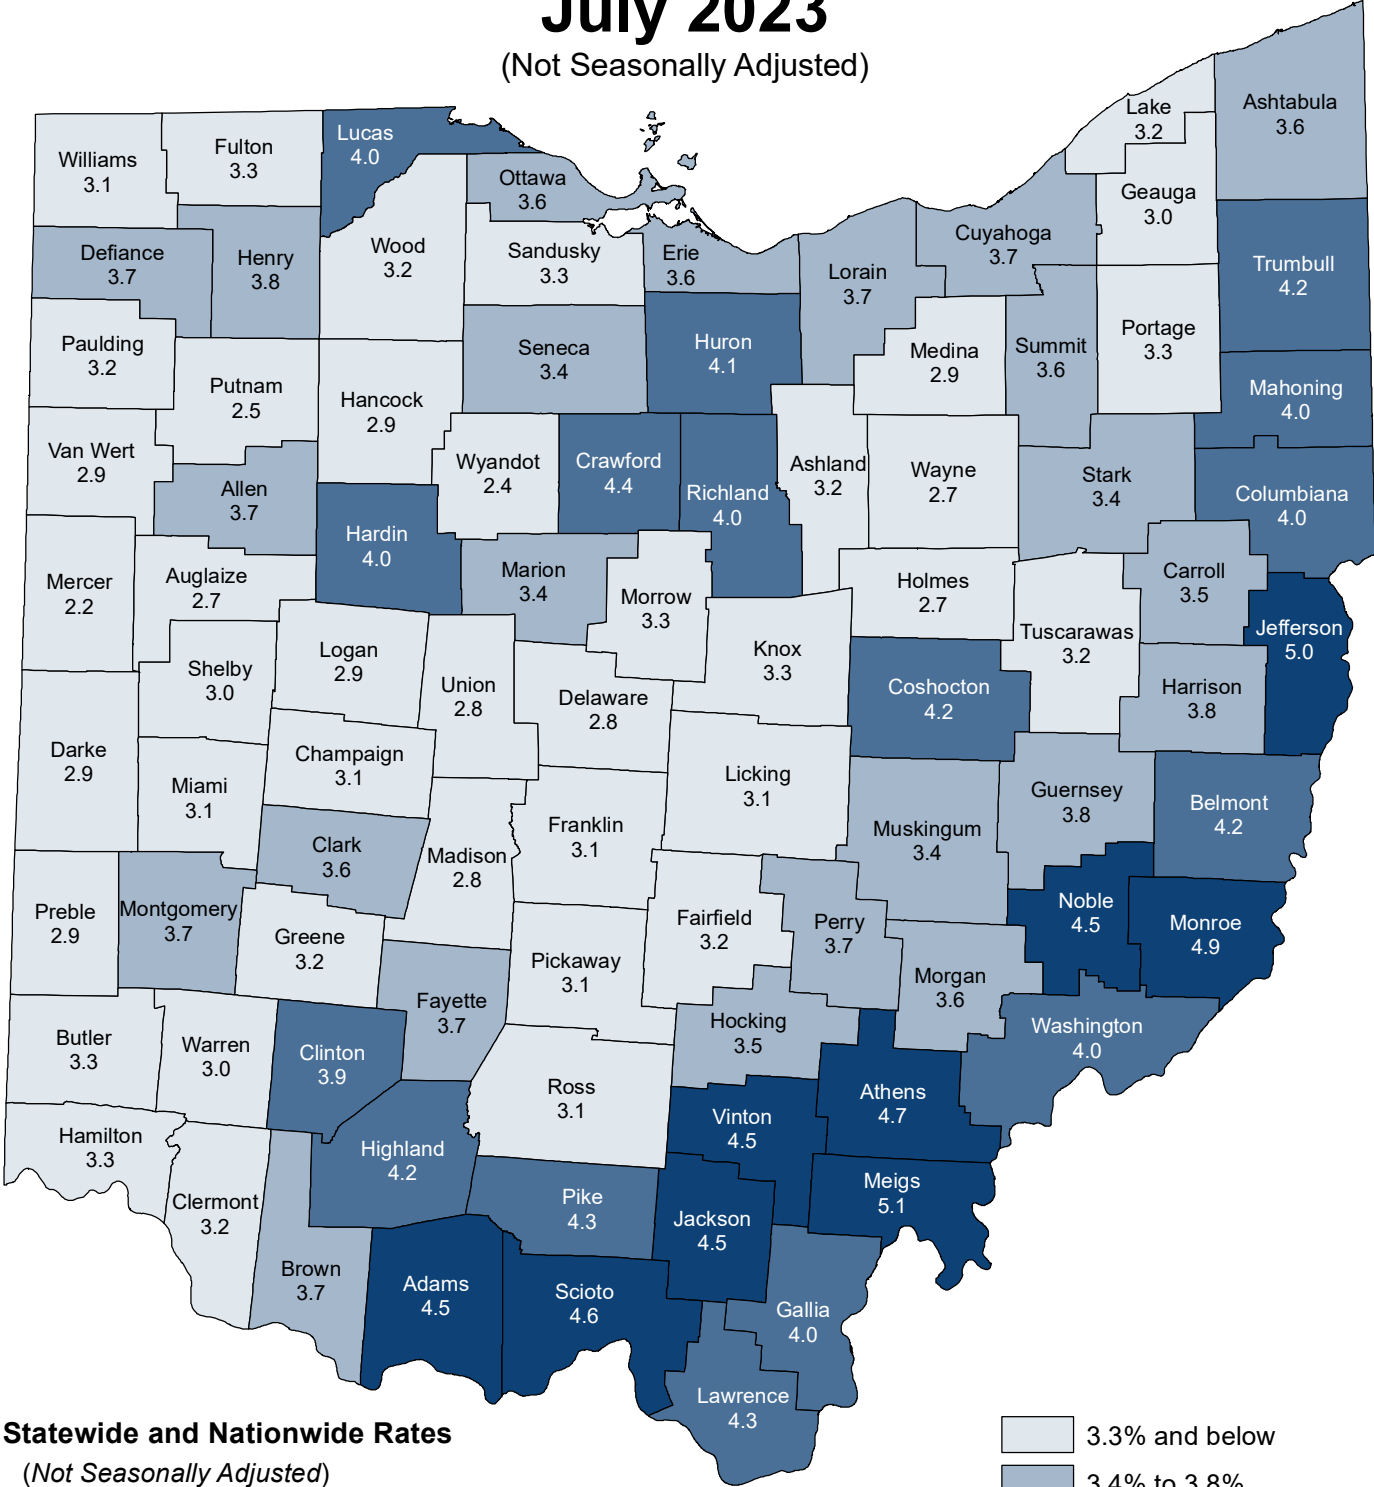 July 2023
(Not Seasonally Adjusted)
Lake
3.2
Ashtabula
3.6
Williams
3.1
Fulton
3.3
Lucas
4.0
Ottawa
3.6
Geauga
3.0
Defiance
3.7
Henry
3.8
Wood
3.2
Sandusky
3.3
Erie
3.6
Lorain
3.7
Cuyahoga
3.7
Trumbull
4.2
Paulding
3.2
Putnam
2.5
Hancock
2.9
Seneca
3.4
Huron
4.1
Medina
2.9
Summit
3.6
Portage
3.3
Mahoning
4.0
Van Wert
2.9
Allen
3.7
Wyandot
2.4
Crawford
4.4
Richland
4.0
Ashland
3.2
Wayne
2.7
Stark
3.4
Columbiana
4.0
Hardin
4.0
Mercer
2.2
Auglaize
2.7
Marion
3.4
Morrow
3.3
Holmes
2.7
Carroll
3.5
Tuscarawas
3.2
Jefferson
5.0
Shelby
3.0
Logan
2.9
Union
2.8
Delaware
2.8
Knox
3.3
Coshocton
4.2
Harrison
3.8
Darke
2.9
Miami
3.1
Champaign
3.1
Licking
3.1
Guernsey
3.8
Belmont
4.2
Clark
3.6
Madison
2.8
Franklin
3.1
Muskingum
3.4
Preble
2.9
Montgomery
3.7
Greene
3.2
Fairfield
3.2
Perry
3.7
Noble
4.5
Monroe
4.9
Pickaway
3.1
Morgan
3.6
Fayette
3.7
Hocking
3.5
Washington
4.0
Butler
3.3
Warren
3.0
Clinton
3.9
Ross
3.1
Athens
4.7
Vinton
4.5
Hamilton
3.3
Highland
4.2
Clermont
3.2
Pike
4.3
Jackson
4.5
Meigs
5.1
Brown
3.7
Adams
4.5
Scioto
4.6
Gallia
4.0
Lawrence
4.3
Statewide and Nationwide Rates
(Not Seasonally Adjusted)
3.3% and below
3.4% to 3.8%